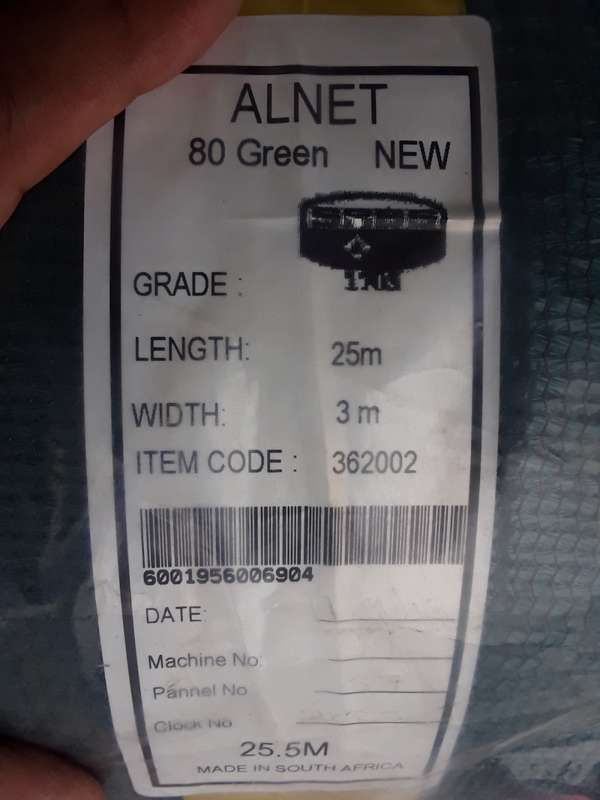 ALNET
80 Green NEW
GRADE :
LENGTH: 25m
WIDTH: 3 m
ITEM CODE : 362002
6001956006904
DATE:
Machine No
Pannel No
Clock No
25.5M
MADE IN SOUTH AFRICA